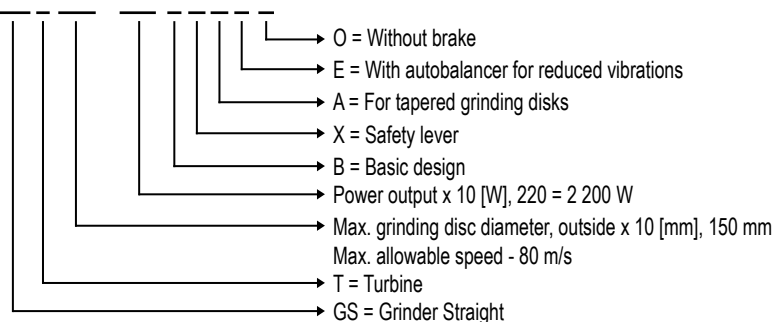 O = Without brake
E = With autobalancer for reduced vibrations
A = For tapered grinding disks
X = Safety lever
B = Basic design
Power output x 10 [W], 220 = 2 200 W
Max. grinding disc diameter, outside x 10 [mm], 150 mm
Max. allowable speed - 80 m/s
T = Turbine
GS = Grinder Straight